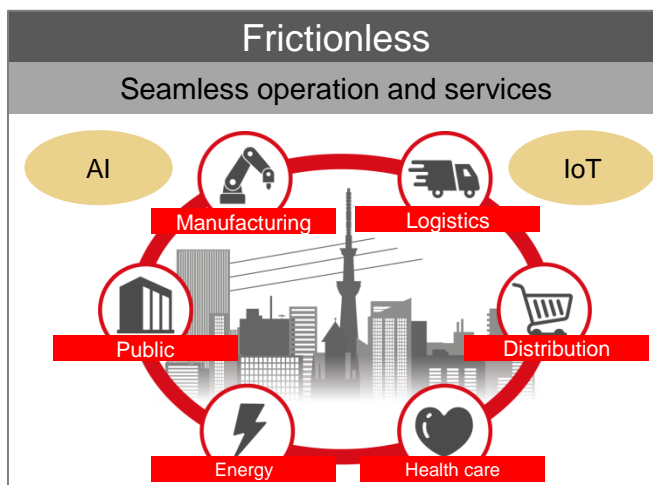 Frictionless
Seamless operation and services
AI
IoT
Manufacturing
Logistics
Public
Distribution
Energy
Health care